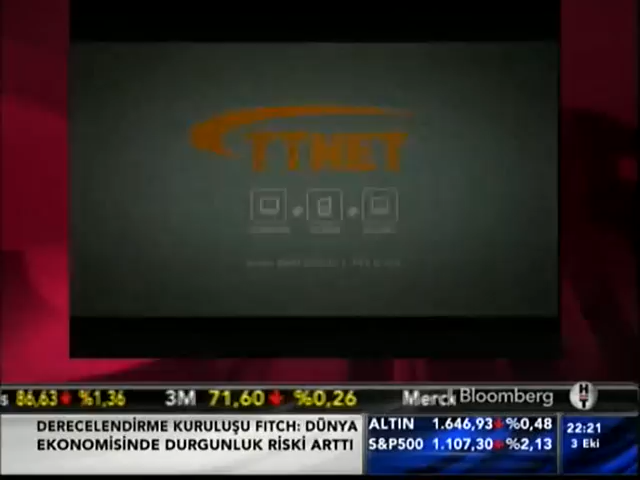 TTNET
s 86,63 %1,36 3M 71,60 %0,26 Merck Bloomberg HT
DERECELENDİRME KURULUŞU FITCH: DÜNYA
EKONOMİSİNDE DURGUNLUK RİSKİ ARTTI
ALTIN 1.646,93 %0,48
S&P500 1.107,30 %2,13
22:21
3 Eki